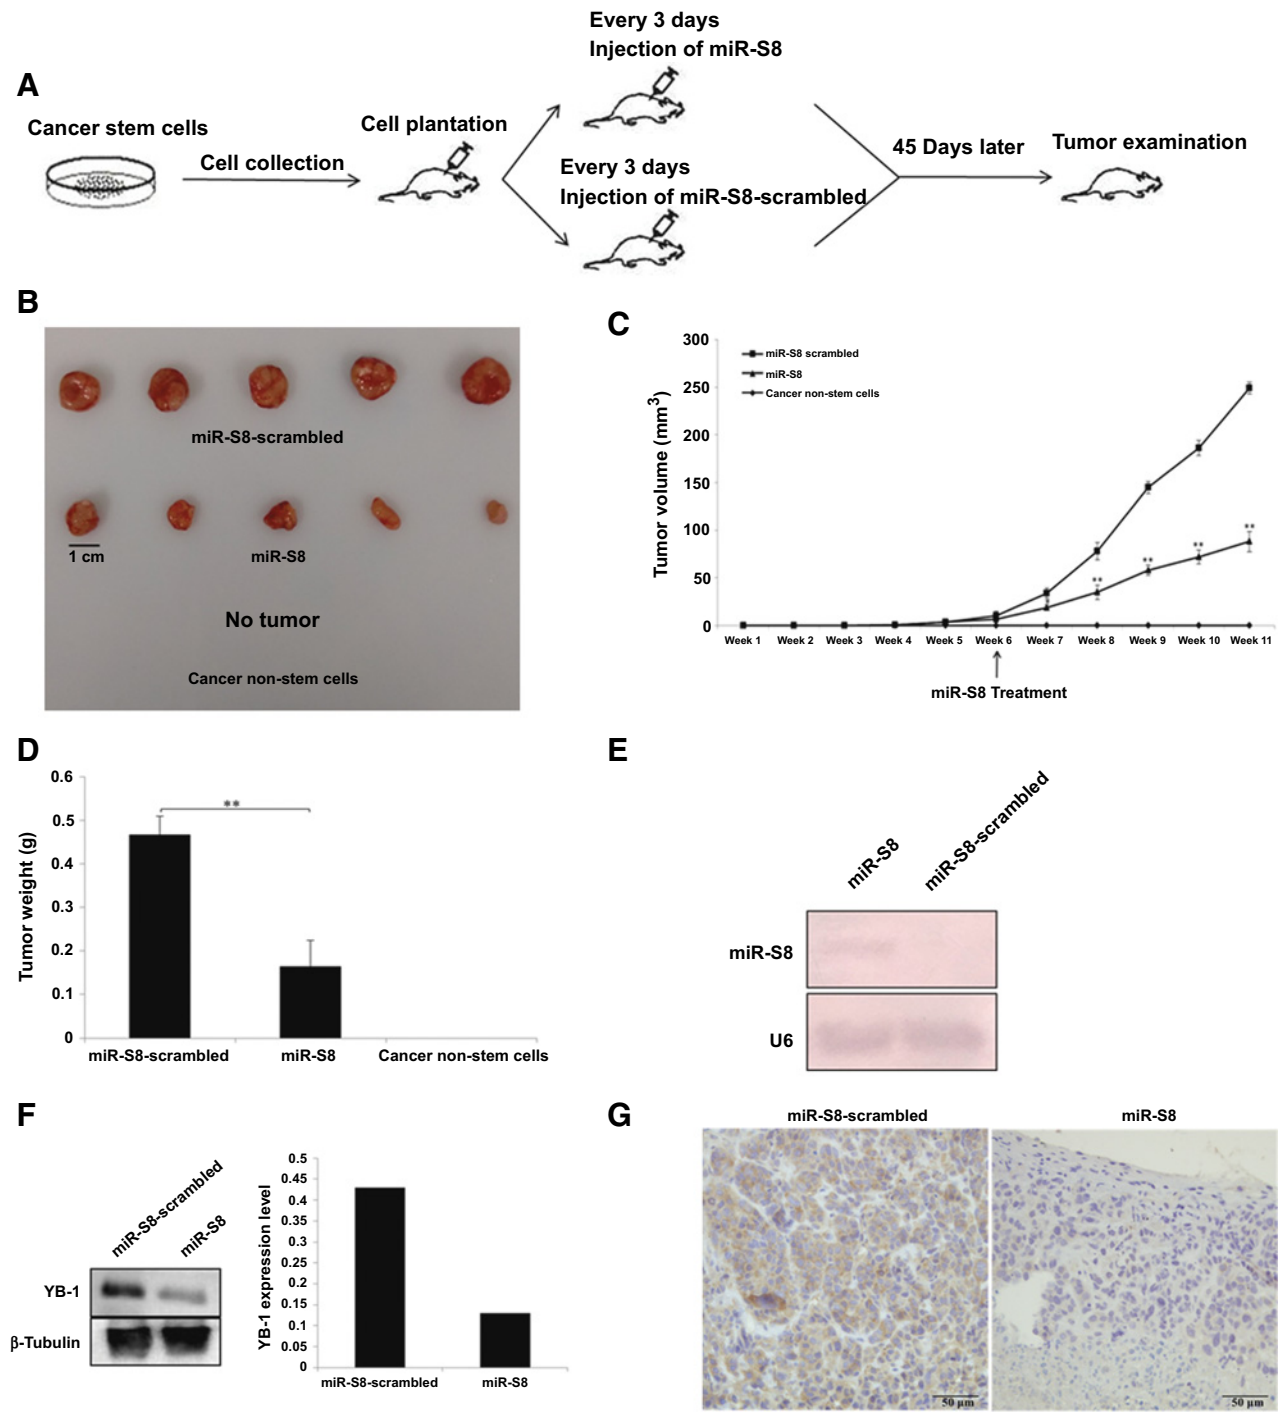 A
Cancer stem cells
Cell collection
Cell plantation
Every 3 days
Injection of miR-S8
Every 3 days
Injection of miR-S8-scrambled
45 Days later
Tumor examination
B
miR-S8-scrambled
1 cm
miR-S8
No tumor
Cancer non-stem cells
C
Tumor volume (mm3)
300
250
200
150
100
50
0
miR-S8 scrambled
miR-S8
Cancer non-stem cells
*
**
**
**
**
Week 1 Week 2 Week 3 Week 4 Week 5 Week 6 Week 7 Week 8 Week 9 Week 10 Week 11
miR-S8 Treatment
D
Tumor weight (g)
0.6
0.5
0.4
0.3
0.2
0.1
0
**
miR-S8-scrambled miR-S8 Cancer non-stem cells
E
miR-S8
miR-S8-scrambled
miR-S8
U6
F
miR-S8-scrambled
miR-S8
YB-1
β-Tubulin
YB-1 expression level
0.5
0.45
0.4
0.35
0.3
0.25
0.2
0.15
0.1
0.05
0
miR-S8-scrambled miR-S8
G
miR-S8-scrambled
miR-S8
50 µm
50 µm